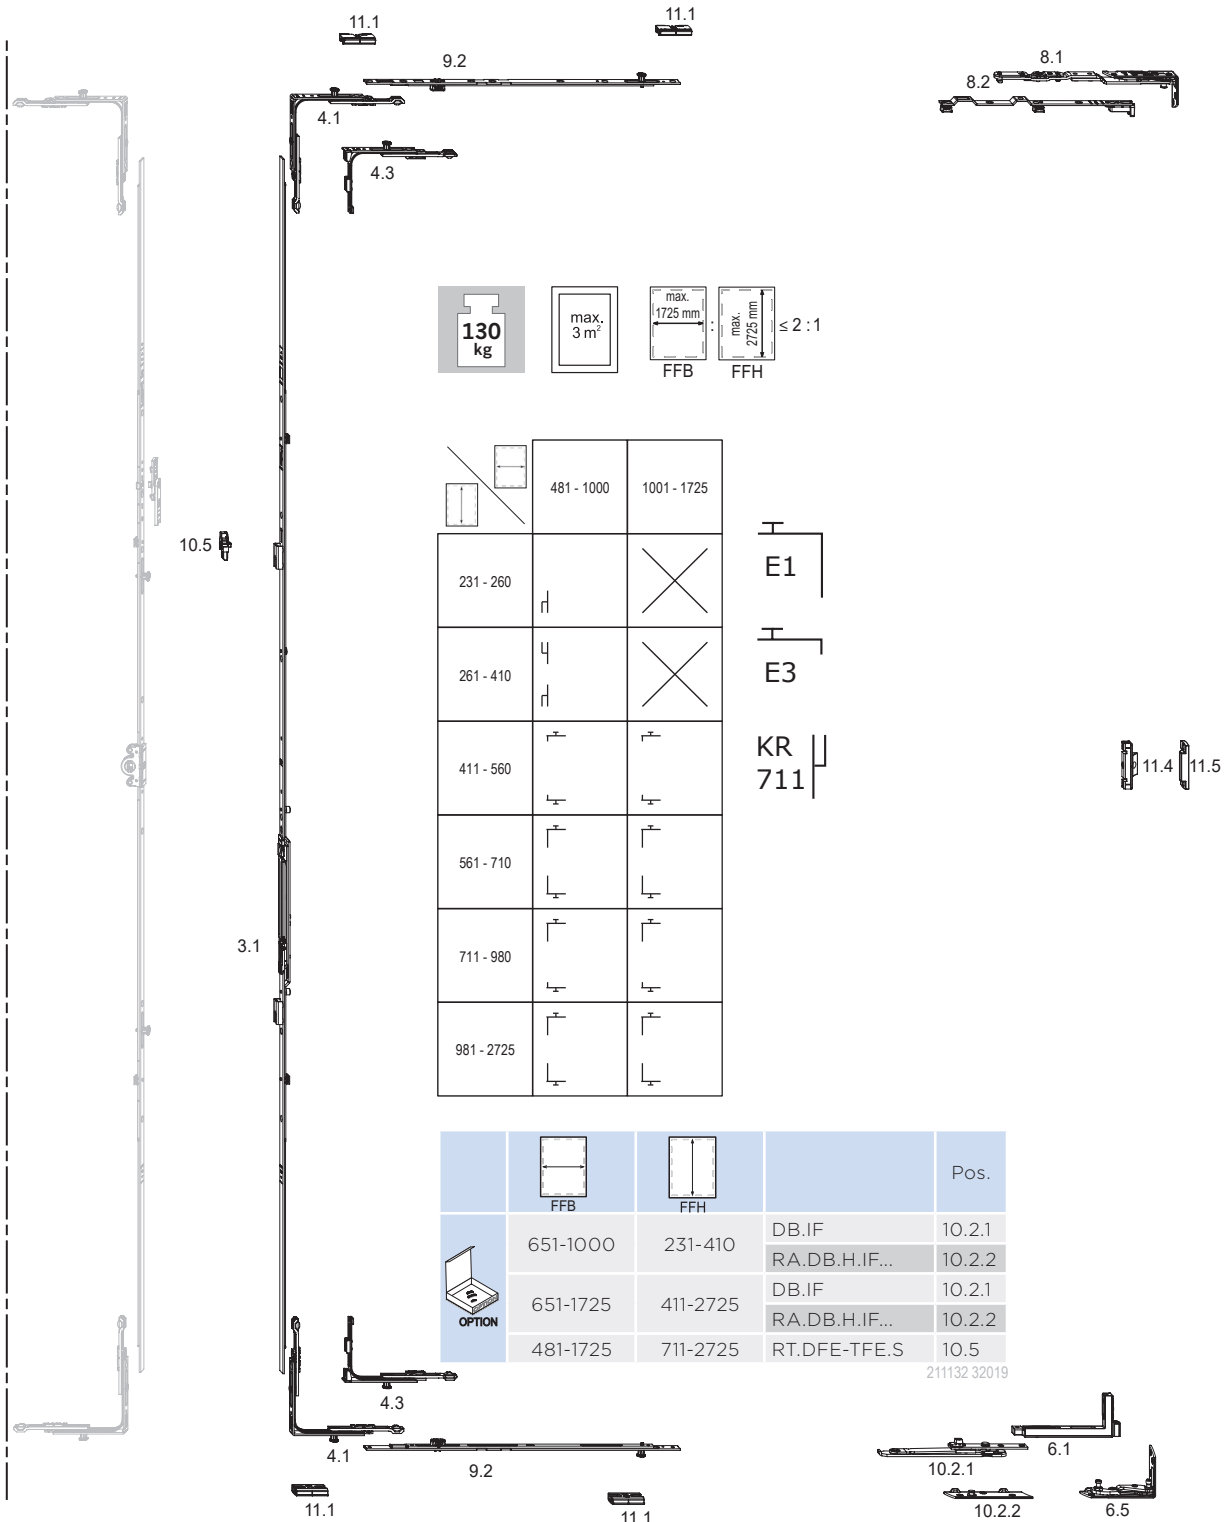 11.1
11.1
9.2
8.1
8.2
4.1
4.3
130
kg
max.
3 m²
max.
1725 mm
FFB
:
max.
2725 mm
FFH
≤ 2 : 1
481 - 1000
1001 - 1725
231 - 260
261 - 410
411 - 560
561 - 710
711 - 980
981 - 2725
E1
E3
KR
711
10.5
3.1
11.4
11.5
FFB
FFH
Pos.
OPTION
651-1000
231-410
DB.IF
10.2.1
RA.DB.H.IF...
10.2.2
651-1725
411-2725
DB.IF
10.2.1
RA.DB.H.IF...
10.2.2
481-1725
711-2725
RT.DFE-TFE.S
10.5
211132 32019
4.3
4.1
9.2
6.1
10.2.1
10.2.2
6.5
11.1
11.1